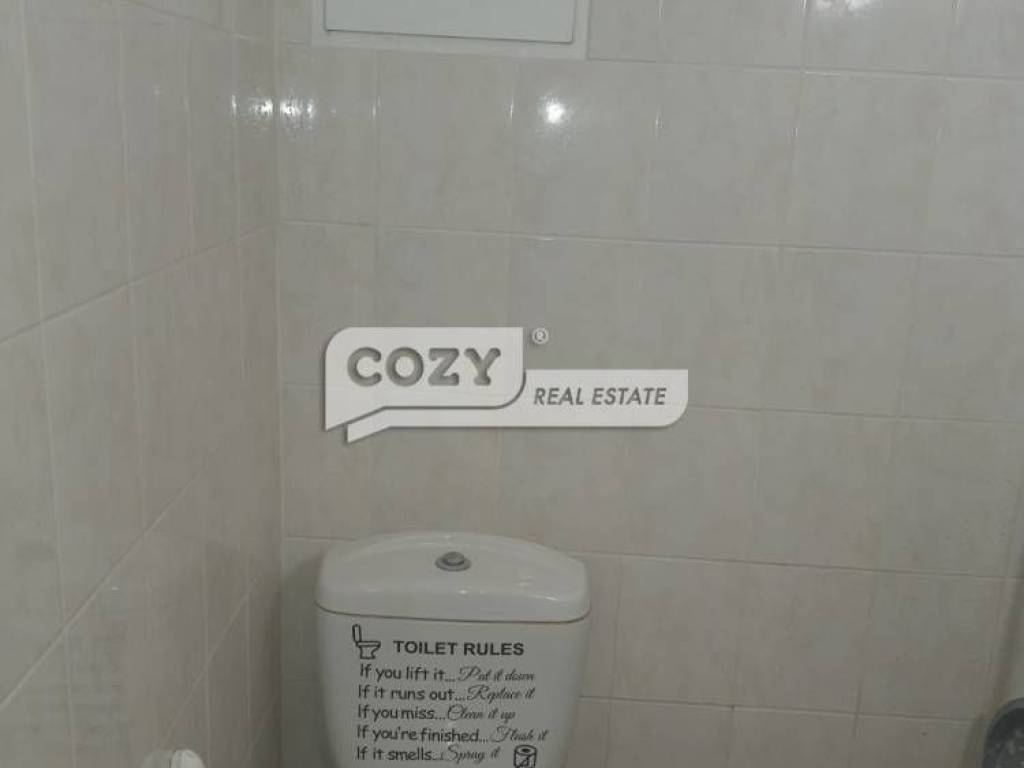 COZY ®
REAL ESTATE
TOILET RULES
If you lift it... Put it down
If it runs out... Replace it
If you miss... Clean it up
If you're finished... Flush it
If it smells... Spray it